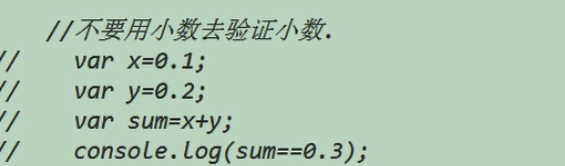 //不要用小数去验证小数.
//    var x=0.1;
//    var y=0.2;
//    var sum=x+y;
//    console.log(sum==0.3);